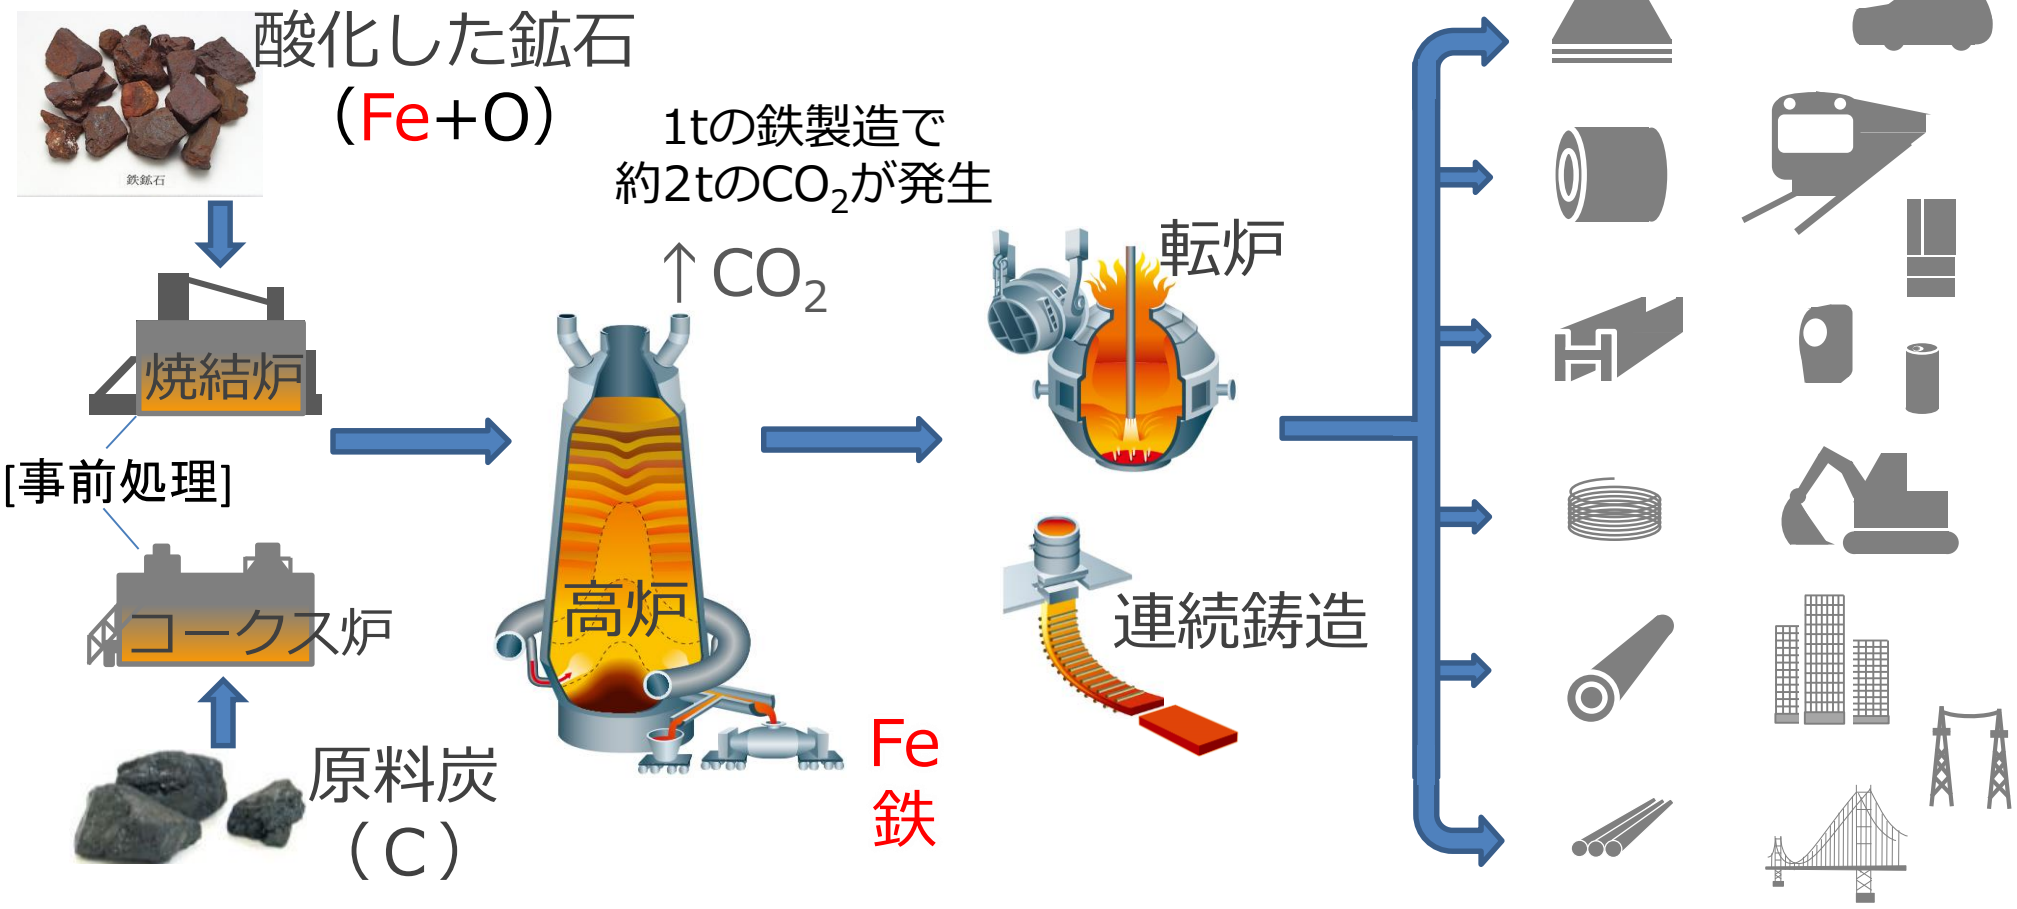 酸化した鉱石
（Fe+O）
鉄鉱石
1tの鉄製造で
約2tのCO₂が発生
↑CO₂
転炉
焼結炉
[事前処理]
コークス炉
高炉
連続鋳造
原料炭
（C）
Fe
鉄